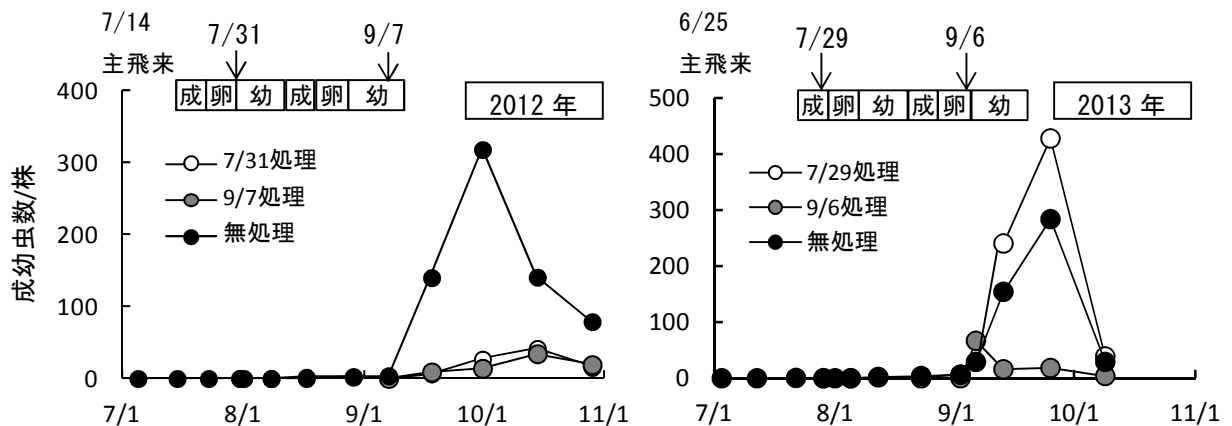 7/14
主飛来
7/31
9/7
成 卵 幼 成 卵 幼
2012 年
7/31処理
9/7処理
無処理
成幼虫数/株
400
300
200
100
0
7/1 8/1 9/1 10/1 11/1
6/25
主飛来
7/29
9/6
成 卵 幼 成 卵 幼
2013 年
7/29処理
9/6処理
無処理
500
400
300
200
100
0
7/1 8/1 9/1 10/1 11/1